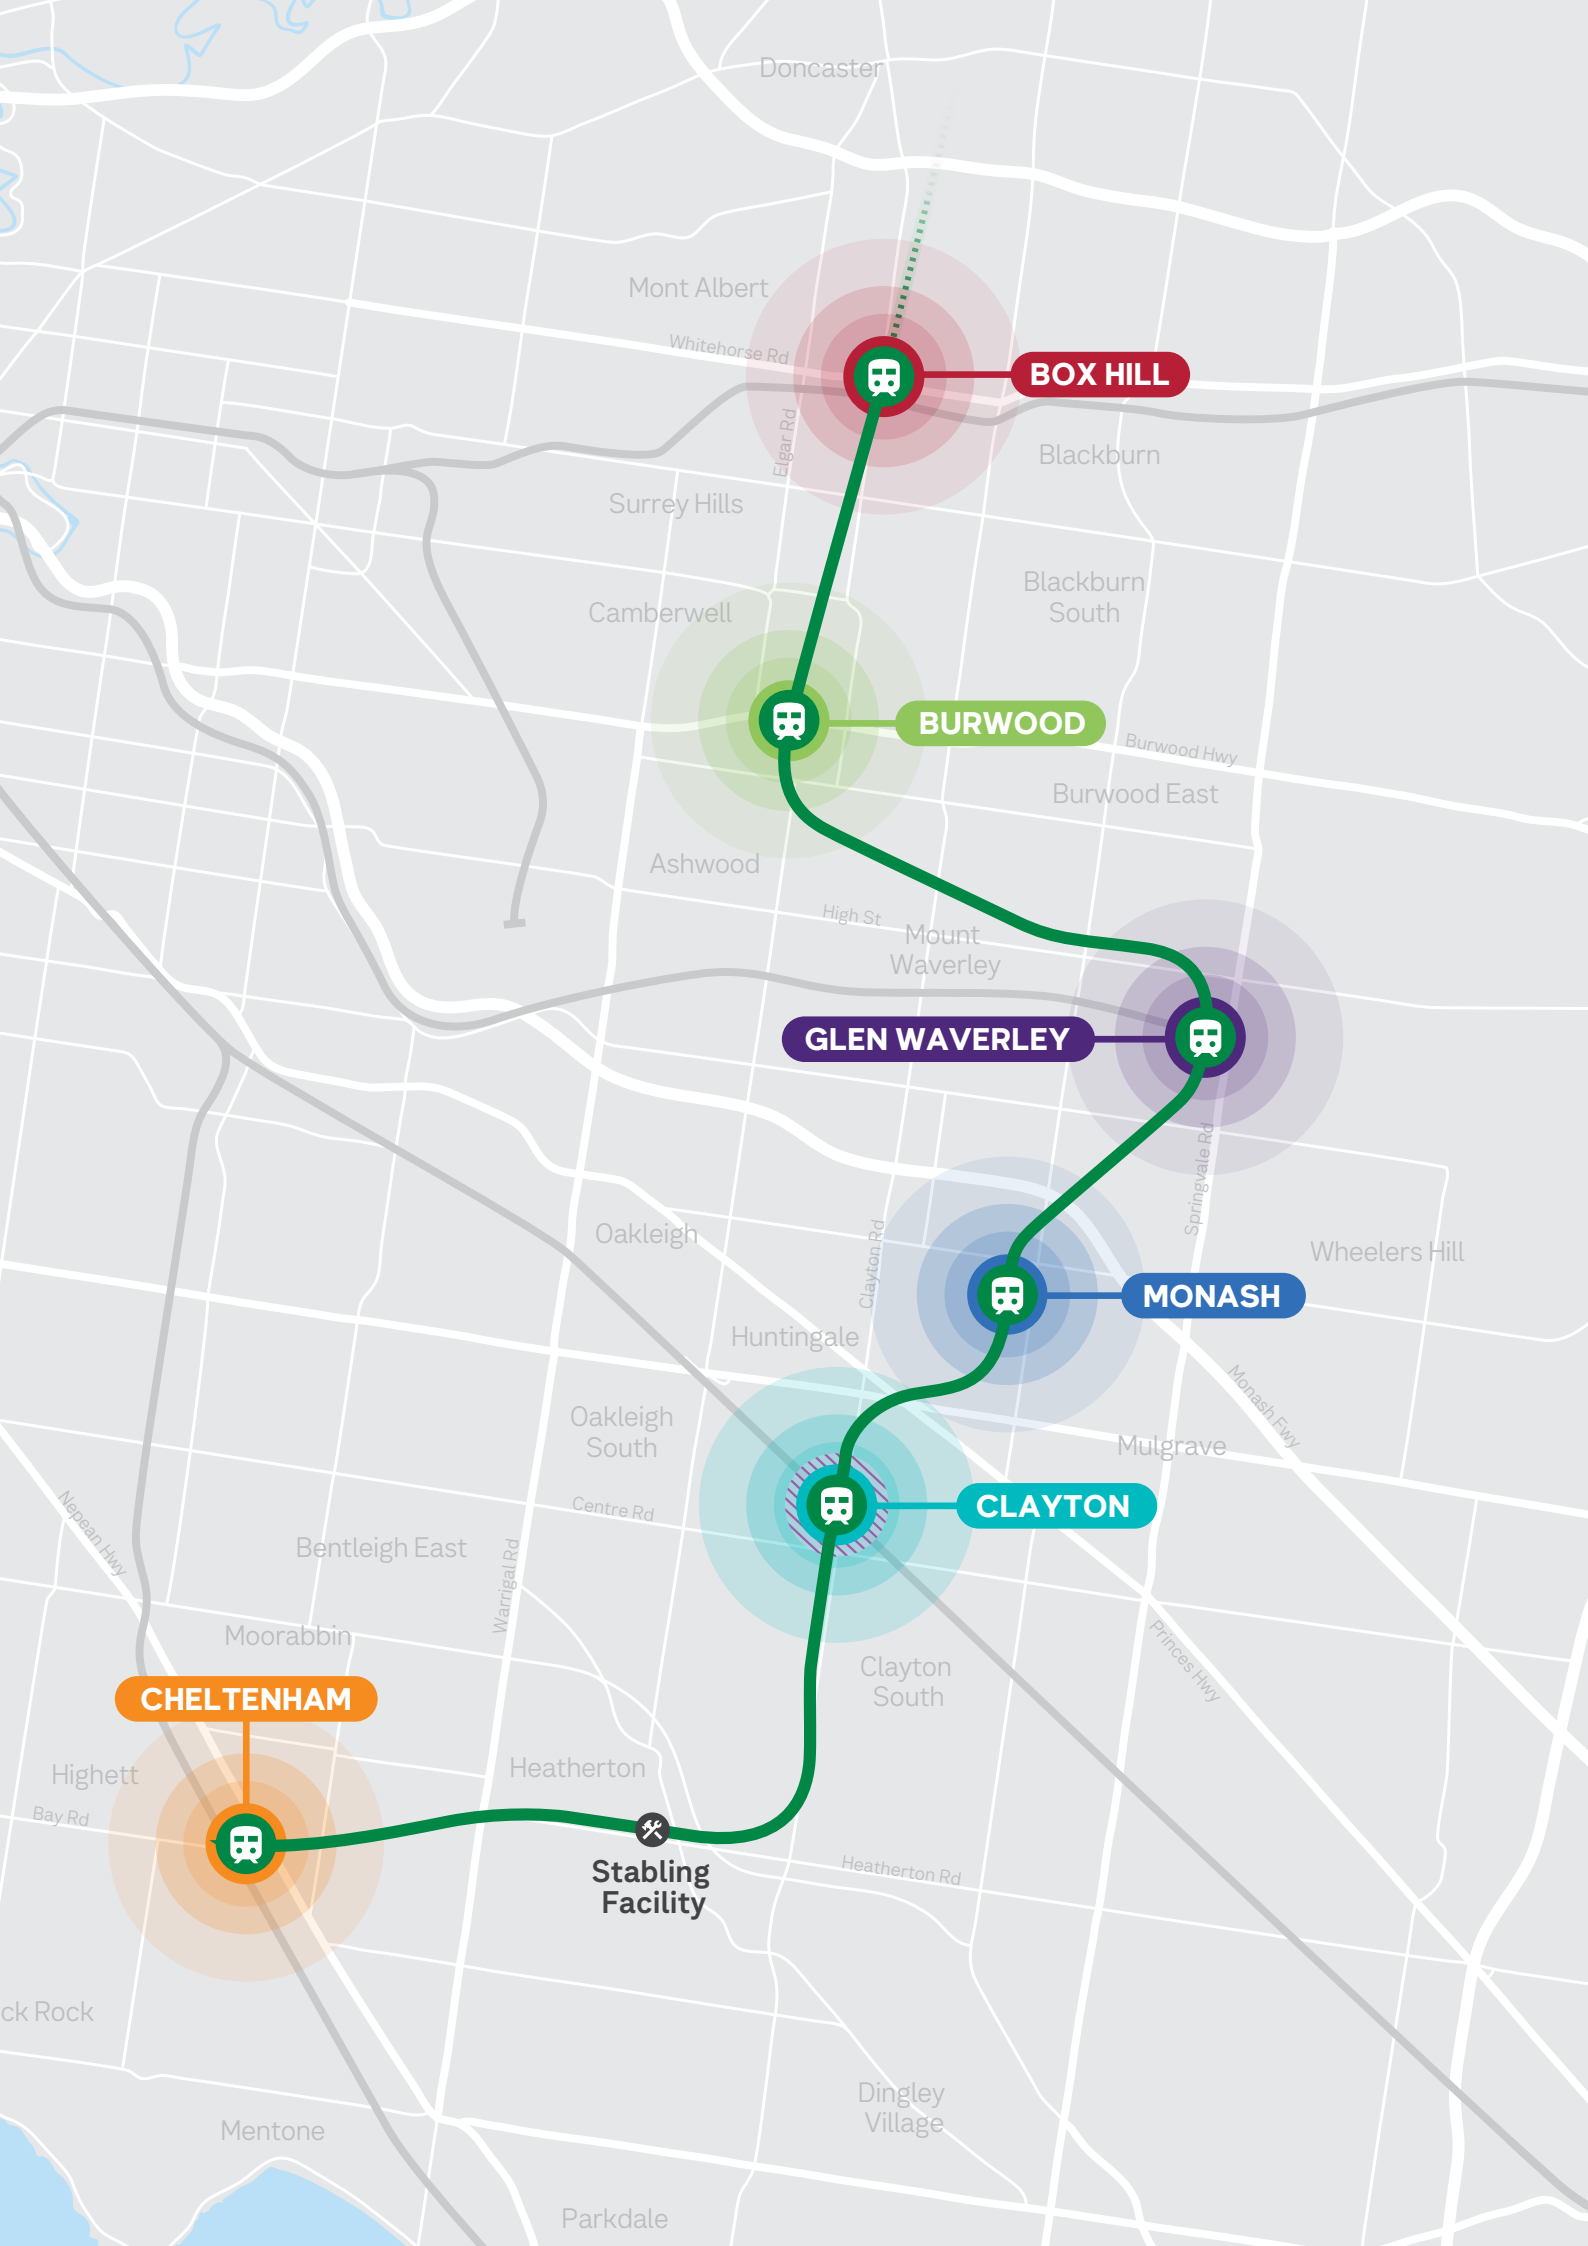 Doncaster
Mont Albert
Whitehorse Rd
BOX HILL
Elgar Rd
Blackburn
Surrey Hills
Blackburn
South
Camberwell
BURWOOD
Burwood Hwy
Burwood East
Ashwood
High St
Mount
Waverley
GLEN WAVERLEY
Springvale Rd
Oakleigh
Clayton Rd
Wheelers Hill
MONASH
Huntingale
Monash Fwy
Oakleigh
South
Mulgrave
Centre Rd
CLAYTON
Nepean Hwy
Bentleigh East
Warrigal Rd
Moorabbin
Princes Hwy
Clayton
South
CHELTENHAM
Highett
Heatherton
Bay Rd
Stabling
Facility
Heatherton Rd
ck Rock
Dingley
Village
Mentone
Parkdale